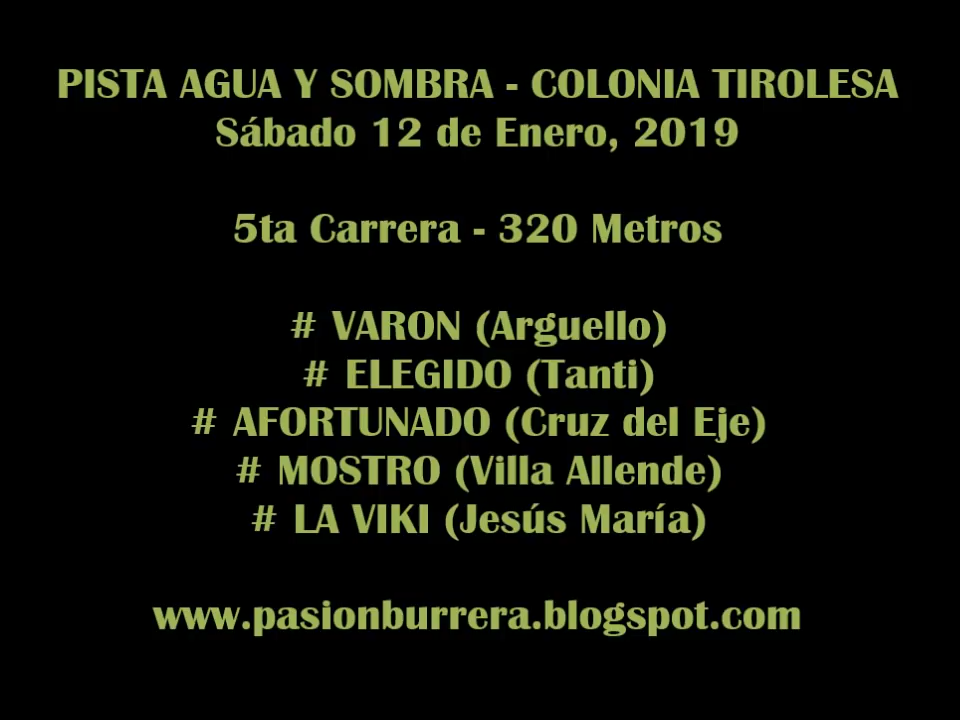 PISTA AGUA Y SOMBRA - COLONIA TIROLESA
Sábado 12 de Enero, 2019
5ta Carrera - 320 Metros
# VARON (Arguello)
# ELEGIDO (Tanti)
# AFORTUNADO (Cruz del Eje)
# MOSTRO (Villa Allende)
# LA VIKI (Jesús María)
www.pasionburrera.blogspot.com